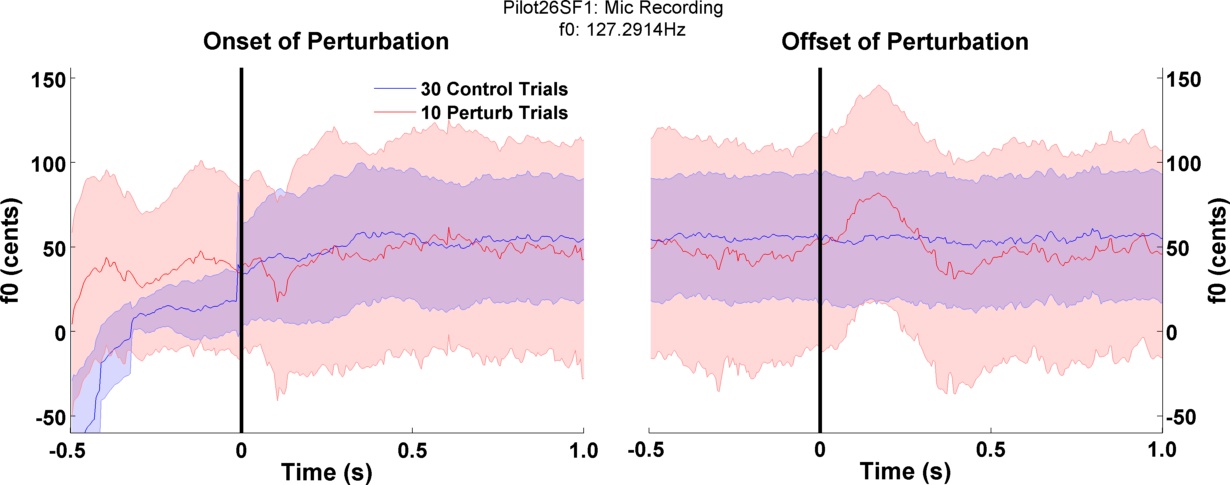 Pilot26SF1: Mic Recording
f0: 127.2914Hz
Onset of Perturbation
Offset of Perturbation
30 Control Trials
10 Perturb Trials
f0 (cents)
150
100
50
0
-50
-0.5
0
0.5
1.0
Time (s)
-0.5
0
0.5
1.0
Time (s)
150
100
50
0
-50
f0 (cents)